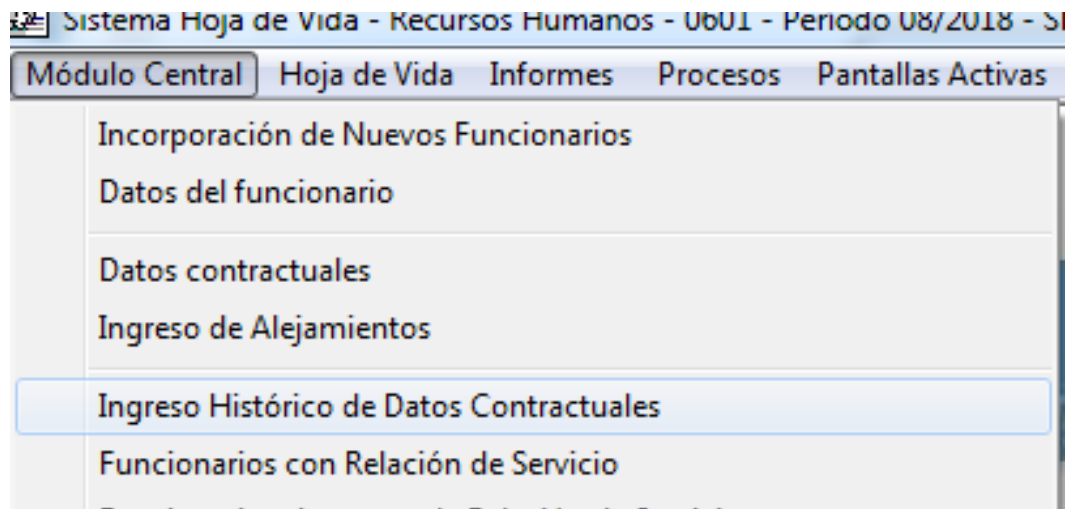 Sistema Hoja de Vida - Recursos Humanos - 0601 - Periodo 08/2018 -
Módulo Central Hoja de Vida Informes Procesos Pantallas Activas
Incorporación de Nuevos Funcionarios
Datos del funcionario
Datos contractuales
Ingreso de Alejamientos
Ingreso Histórico de Datos Contractuales
Funcionarios con Relación de Servicio